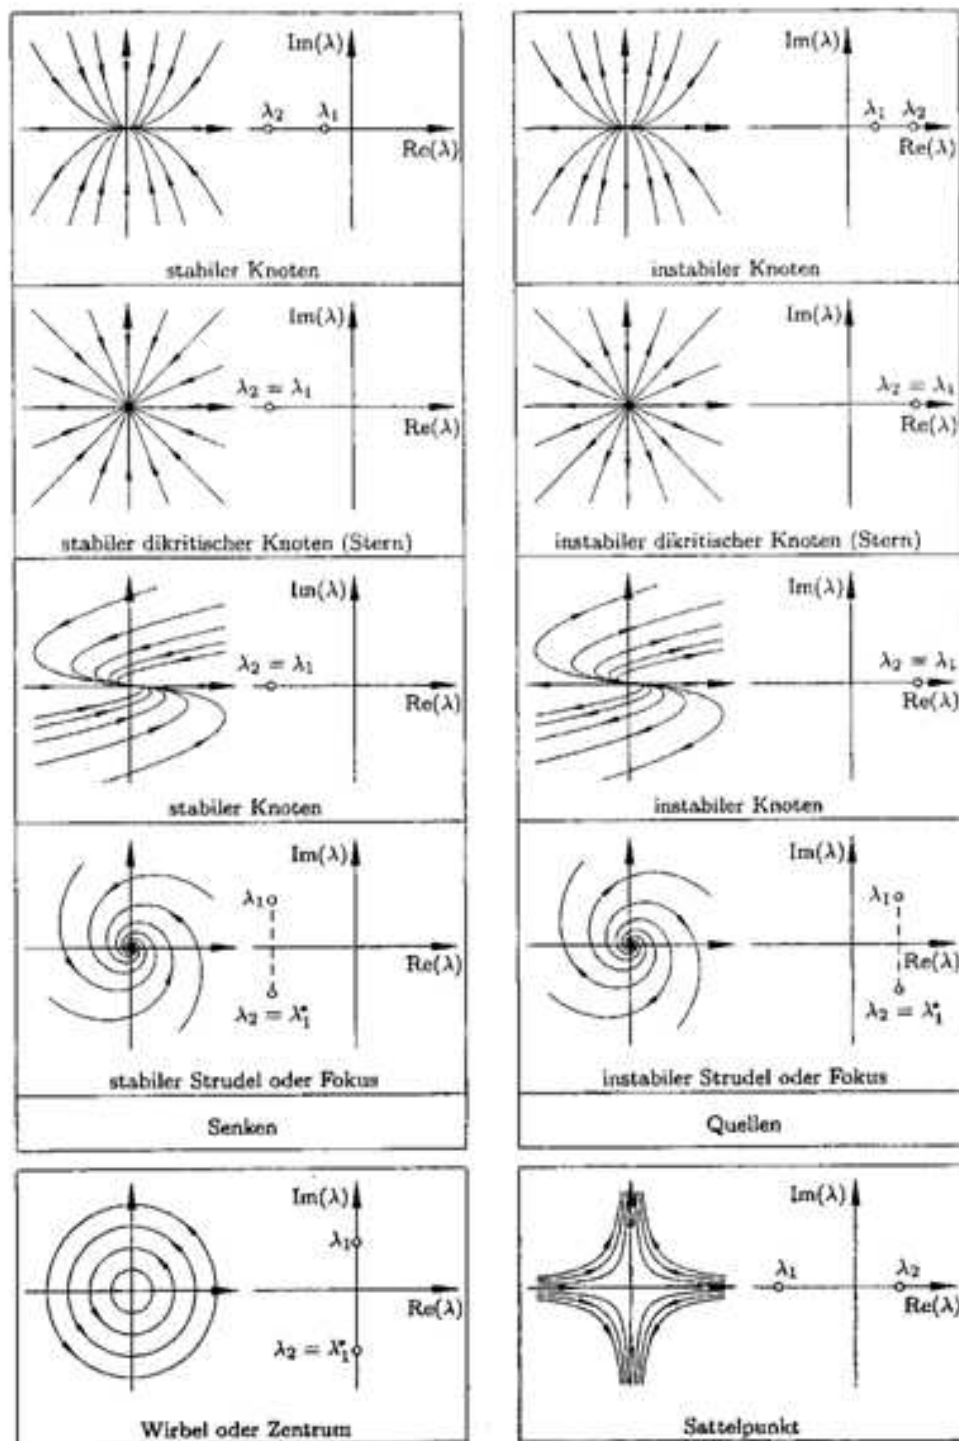 Im(λ)
λ₂ λ₁
Re(λ)
stabiler Knoten
Im(λ)
λ₁ λ₂
Re(λ)
instabiler Knoten
Im(λ)
λ₂ = λ₁
Re(λ)
stabiler dikritischer Knoten (Stern)
Im(λ)
λ₂ = λ₁
Re(λ)
instabiler dikritischer Knoten (Stern)
Im(λ)
λ₂ = λ₁
Re(λ)
stabiler Knoten
Im(λ)
λ₂ = λ₁
Re(λ)
instabiler Knoten
Im(λ)
λ₁
Re(λ)
λ₂ = λ₁*
stabiler Strudel oder Fokus
Im(λ)
λ₁
Re(λ)
λ₂ = λ₁*
instabiler Strudel oder Fokus
Senken
Quellen
Im(λ)
λ₁
Re(λ)
λ₂ = λ₁*
Wirbel oder Zentrum
Im(λ)
λ₁ λ₂
Re(λ)
Sattelpunkt